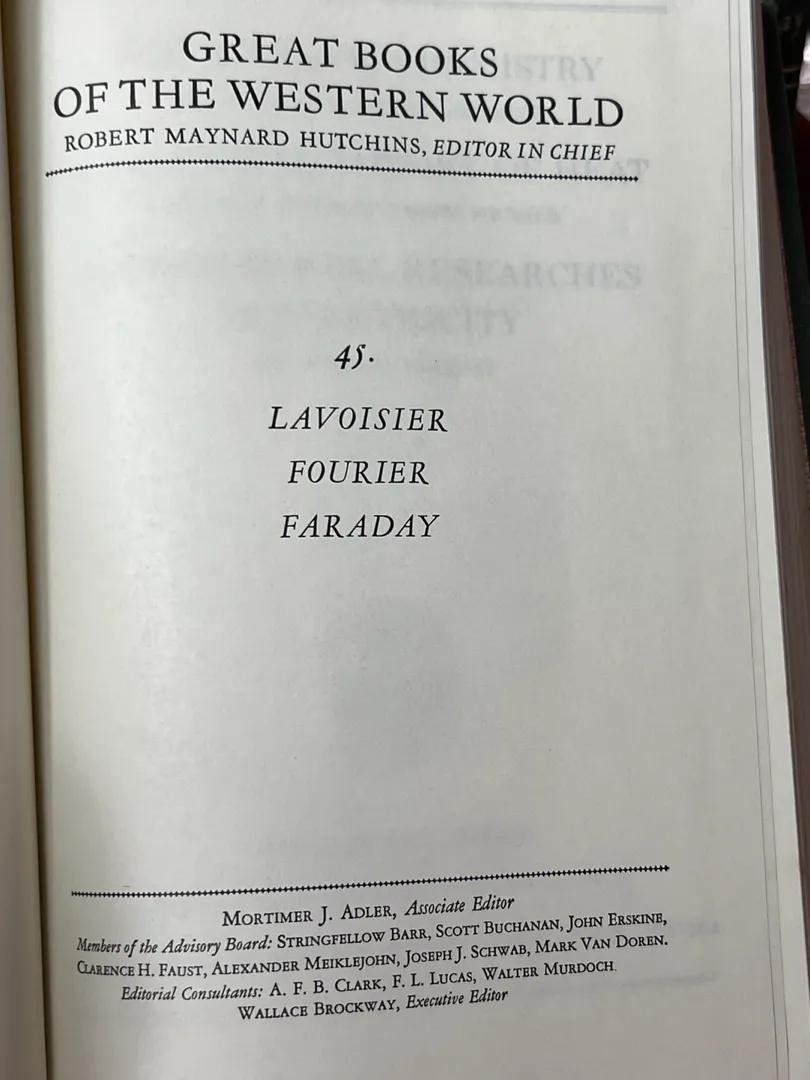 GREAT BOOKS
OF THE WESTERN WORLD
ROBERT MAYNARD HUTCHINS, EDITOR IN CHIEF
45.
LAVOISIER
FOURIER
FARADAY
MORTIMER J. ADLER, Associate Editor
Members of the Advisory Board: STRINGFELLOW BARR, SCOTT BUCHANAN, JOHN ERSKINE,
CLARENCE H. FAUST, ALEXANDER MEIKLEJOHN, JOSEPH J. SCHWAB, MARK VAN DOREN.
Editorial Consultants: A. F. B. CLARK, F. L. LUCAS, WALTER MURDOCH.
WALLACE BROCKWAY, Executive Editor